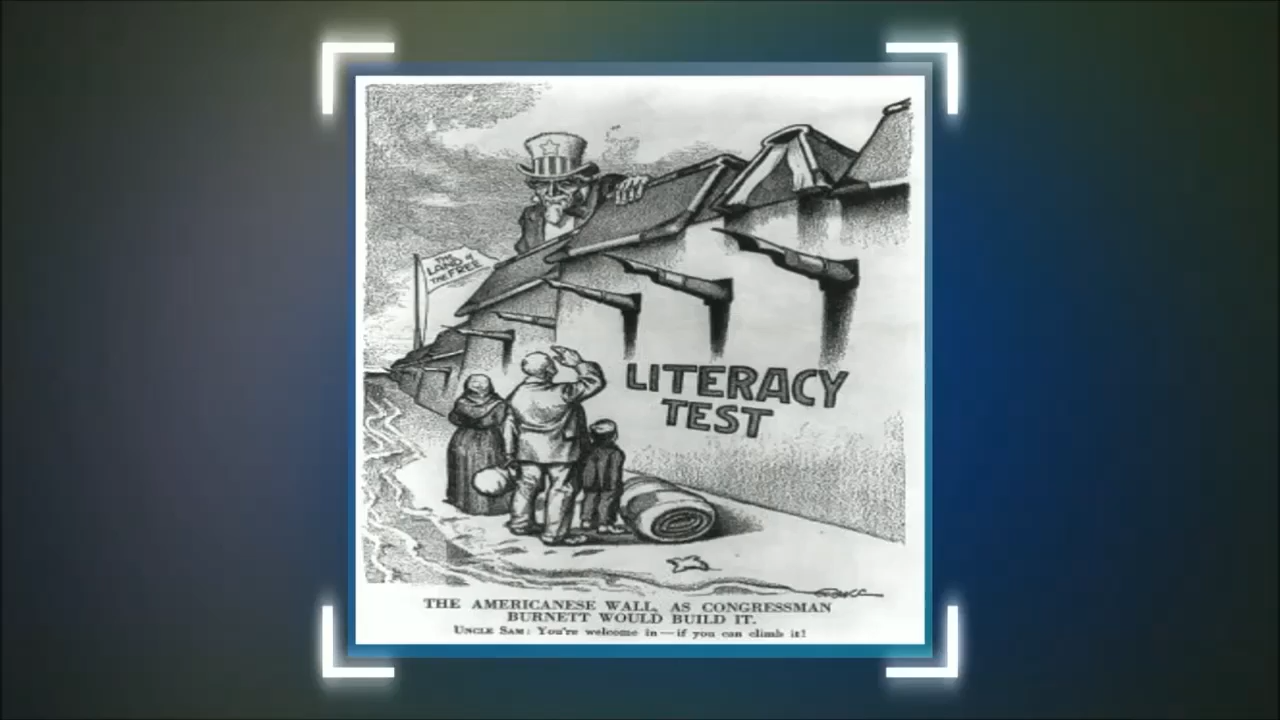 THE
LAND of
THE FREE
LITERACY
TEST
THE AMERICANESE WALL, AS CONGRESSMAN
BURNETT WOULD BUILD IT.
UNCLE SAM: You're welcome in — if you can climb it!